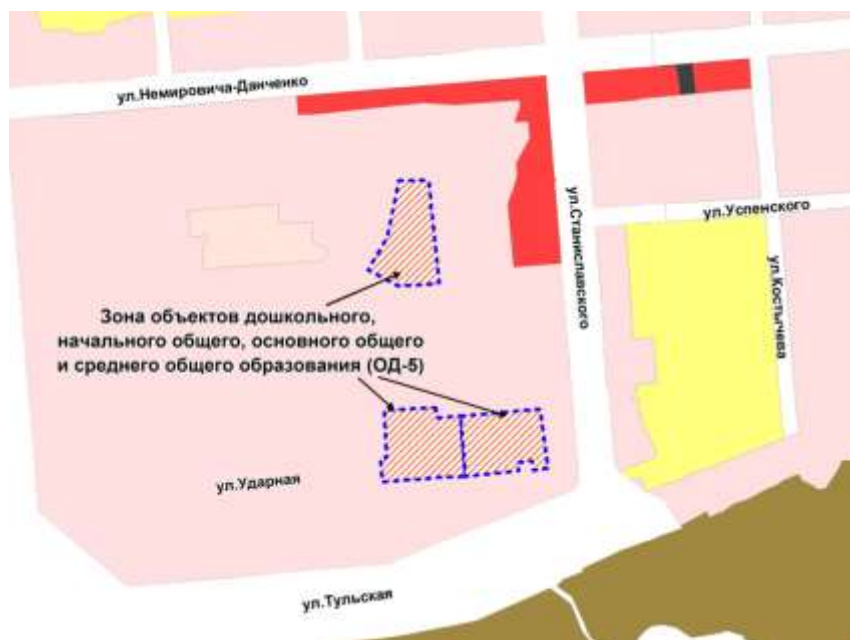 ул.Немировича-Данченко
ул.Станиславского
ул.Успенского
ул.Костычева
Зона объектов дошкольного,
начального общего, основного общего
и среднего общего образования (ОД-5)
ул.Ударная
ул.Тульская